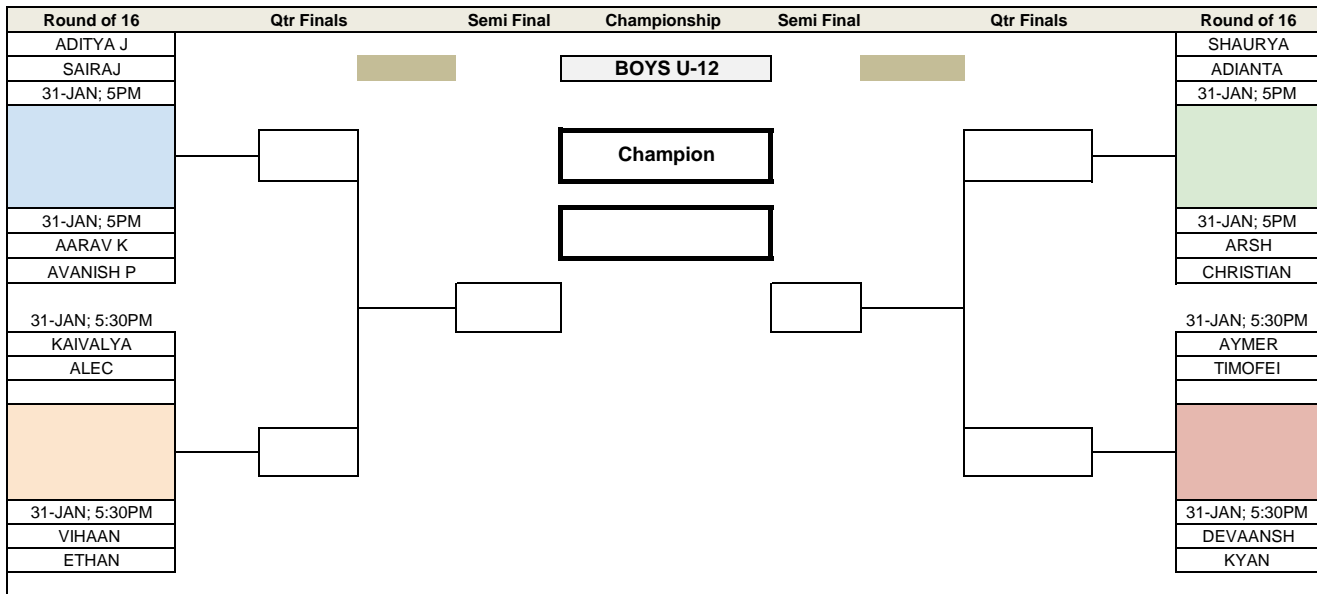 Round of 16 Qtr Finals Semi Final Championship Semi Final Qtr Finals Round of 16
ADITYA J SHAURYA
SAIRAJ BOYS U-12 ADIANTA
31-JAN; 5PM 31-JAN; 5PM
Champion
31-JAN; 5PM 31-JAN; 5PM
AARAV K ARSH
AVANISH P CHRISTIAN
31-JAN; 5:30PM 31-JAN; 5:30PM
KAIVALYA AYMER
ALEC TIMOFEI
31-JAN; 5:30PM 31-JAN; 5:30PM
VIHAAN DEVAANSH
ETHAN KYAN